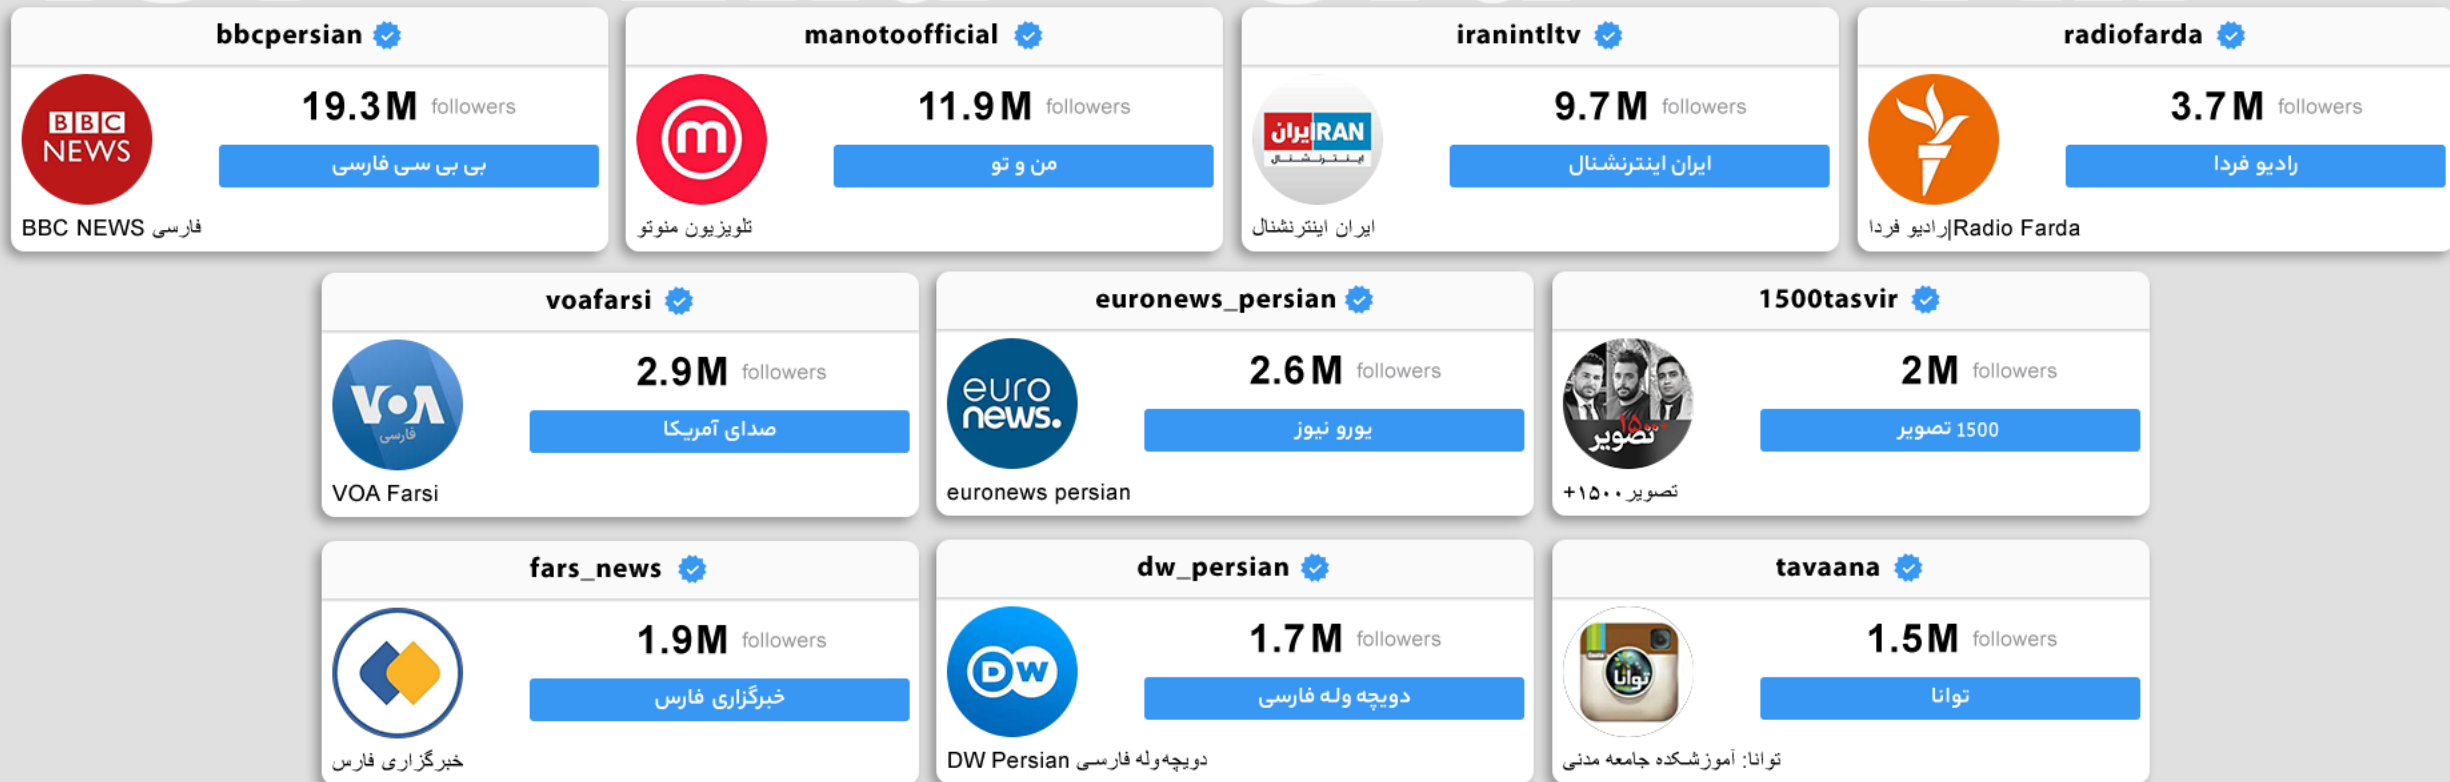 bbcpersian
BBC NEWS
19.3M followers
بی بی سی فارسی
BBC NEWS فارسی
manotoofficial
m
11.9M followers
من و تو
تلویزیون منوتو
iranintltv
ایران IRAN
اینترنشنال
9.7M followers
ایران اینترنشنال
ایران اینترنشنال
radiofarda
3.7M followers
رادیو فردا
رادیو فردا|Radio Farda
voafarsi
VOA
فارسی
2.9M followers
صدای آمریکا
VOA Farsi
euronews_persian
euro
news.
2.6M followers
یورو نیوز
euronews persian
1500tasvir
۱۵۰۰+
تصویر
2M followers
1500 تصویر
+۱۵۰۰تصویر
fars_news
1.9M followers
خبرگزاری فارس
خبرگزاری فارس
dw_persian
DW
1.7M followers
دویچه وله فارسی
DW Persian دویچه‌وله فارسی
tavaana
توانا
1.5M followers
توانا
توانا: آموزشکده جامعه مدنی